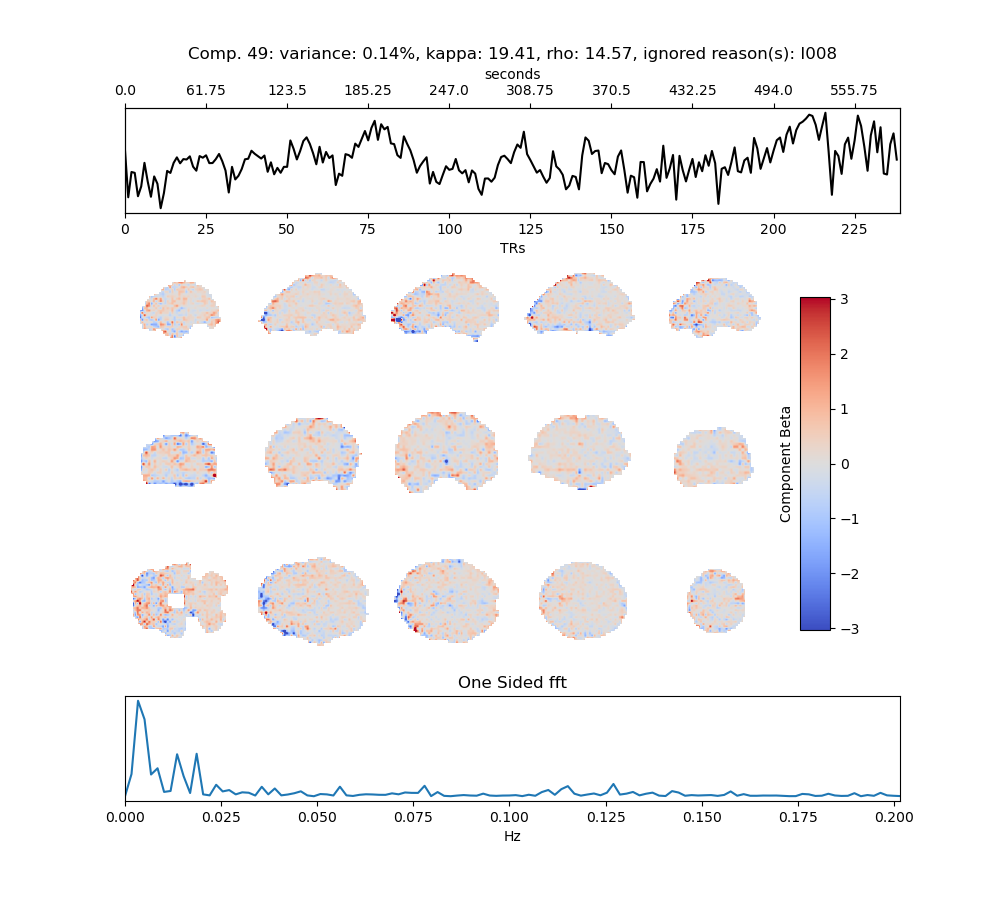 Comp. 49: variance: 0.14%, kappa: 19.41, rho: 14.57, ignored reason(s): I008
seconds
0.0 61.75 123.5 185.25 247.0 308.75 370.5 432.25 494.0 555.75
0 25 50 75 100 125 150 175 200 225
TRs
3
2
1
0
−1
−2
−3
Component Beta
One Sided fft
0.000 0.025 0.050 0.075 0.100 0.125 0.150 0.175 0.200
Hz